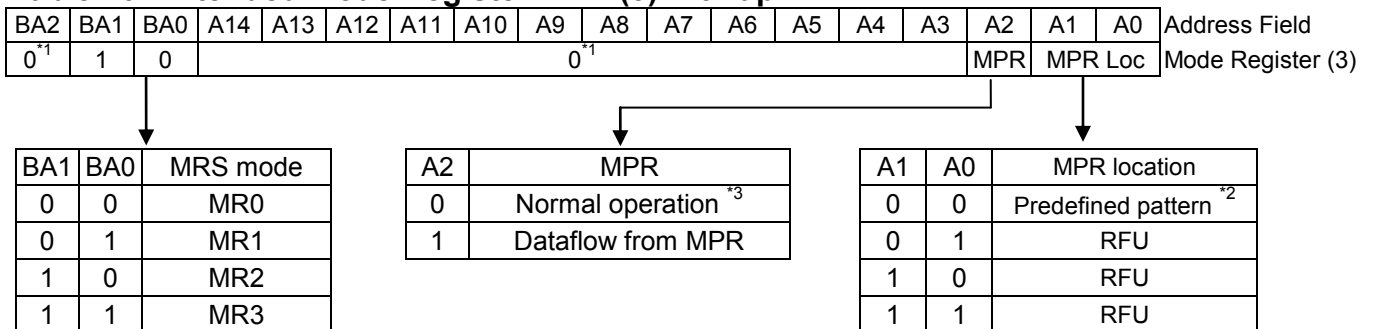 BA2 BA1 BA0 A14 A13 A12 A11 A10 A9 A8 A7 A6 A5 A4 A3 A2 A1 A0 Address Field
0*1 1 0 0*1 MPR MPR Loc Mode Register (3)
BA1 BA0 MRS mode
0 0 MR0
0 1 MR1
1 0 MR2
1 1 MR3
A2 MPR
0 Normal operation *3
1 Dataflow from MPR
A1 A0 MPR location
0 0 Predefined pattern *2
0 1 RFU
1 0 RFU
1 1 RFU